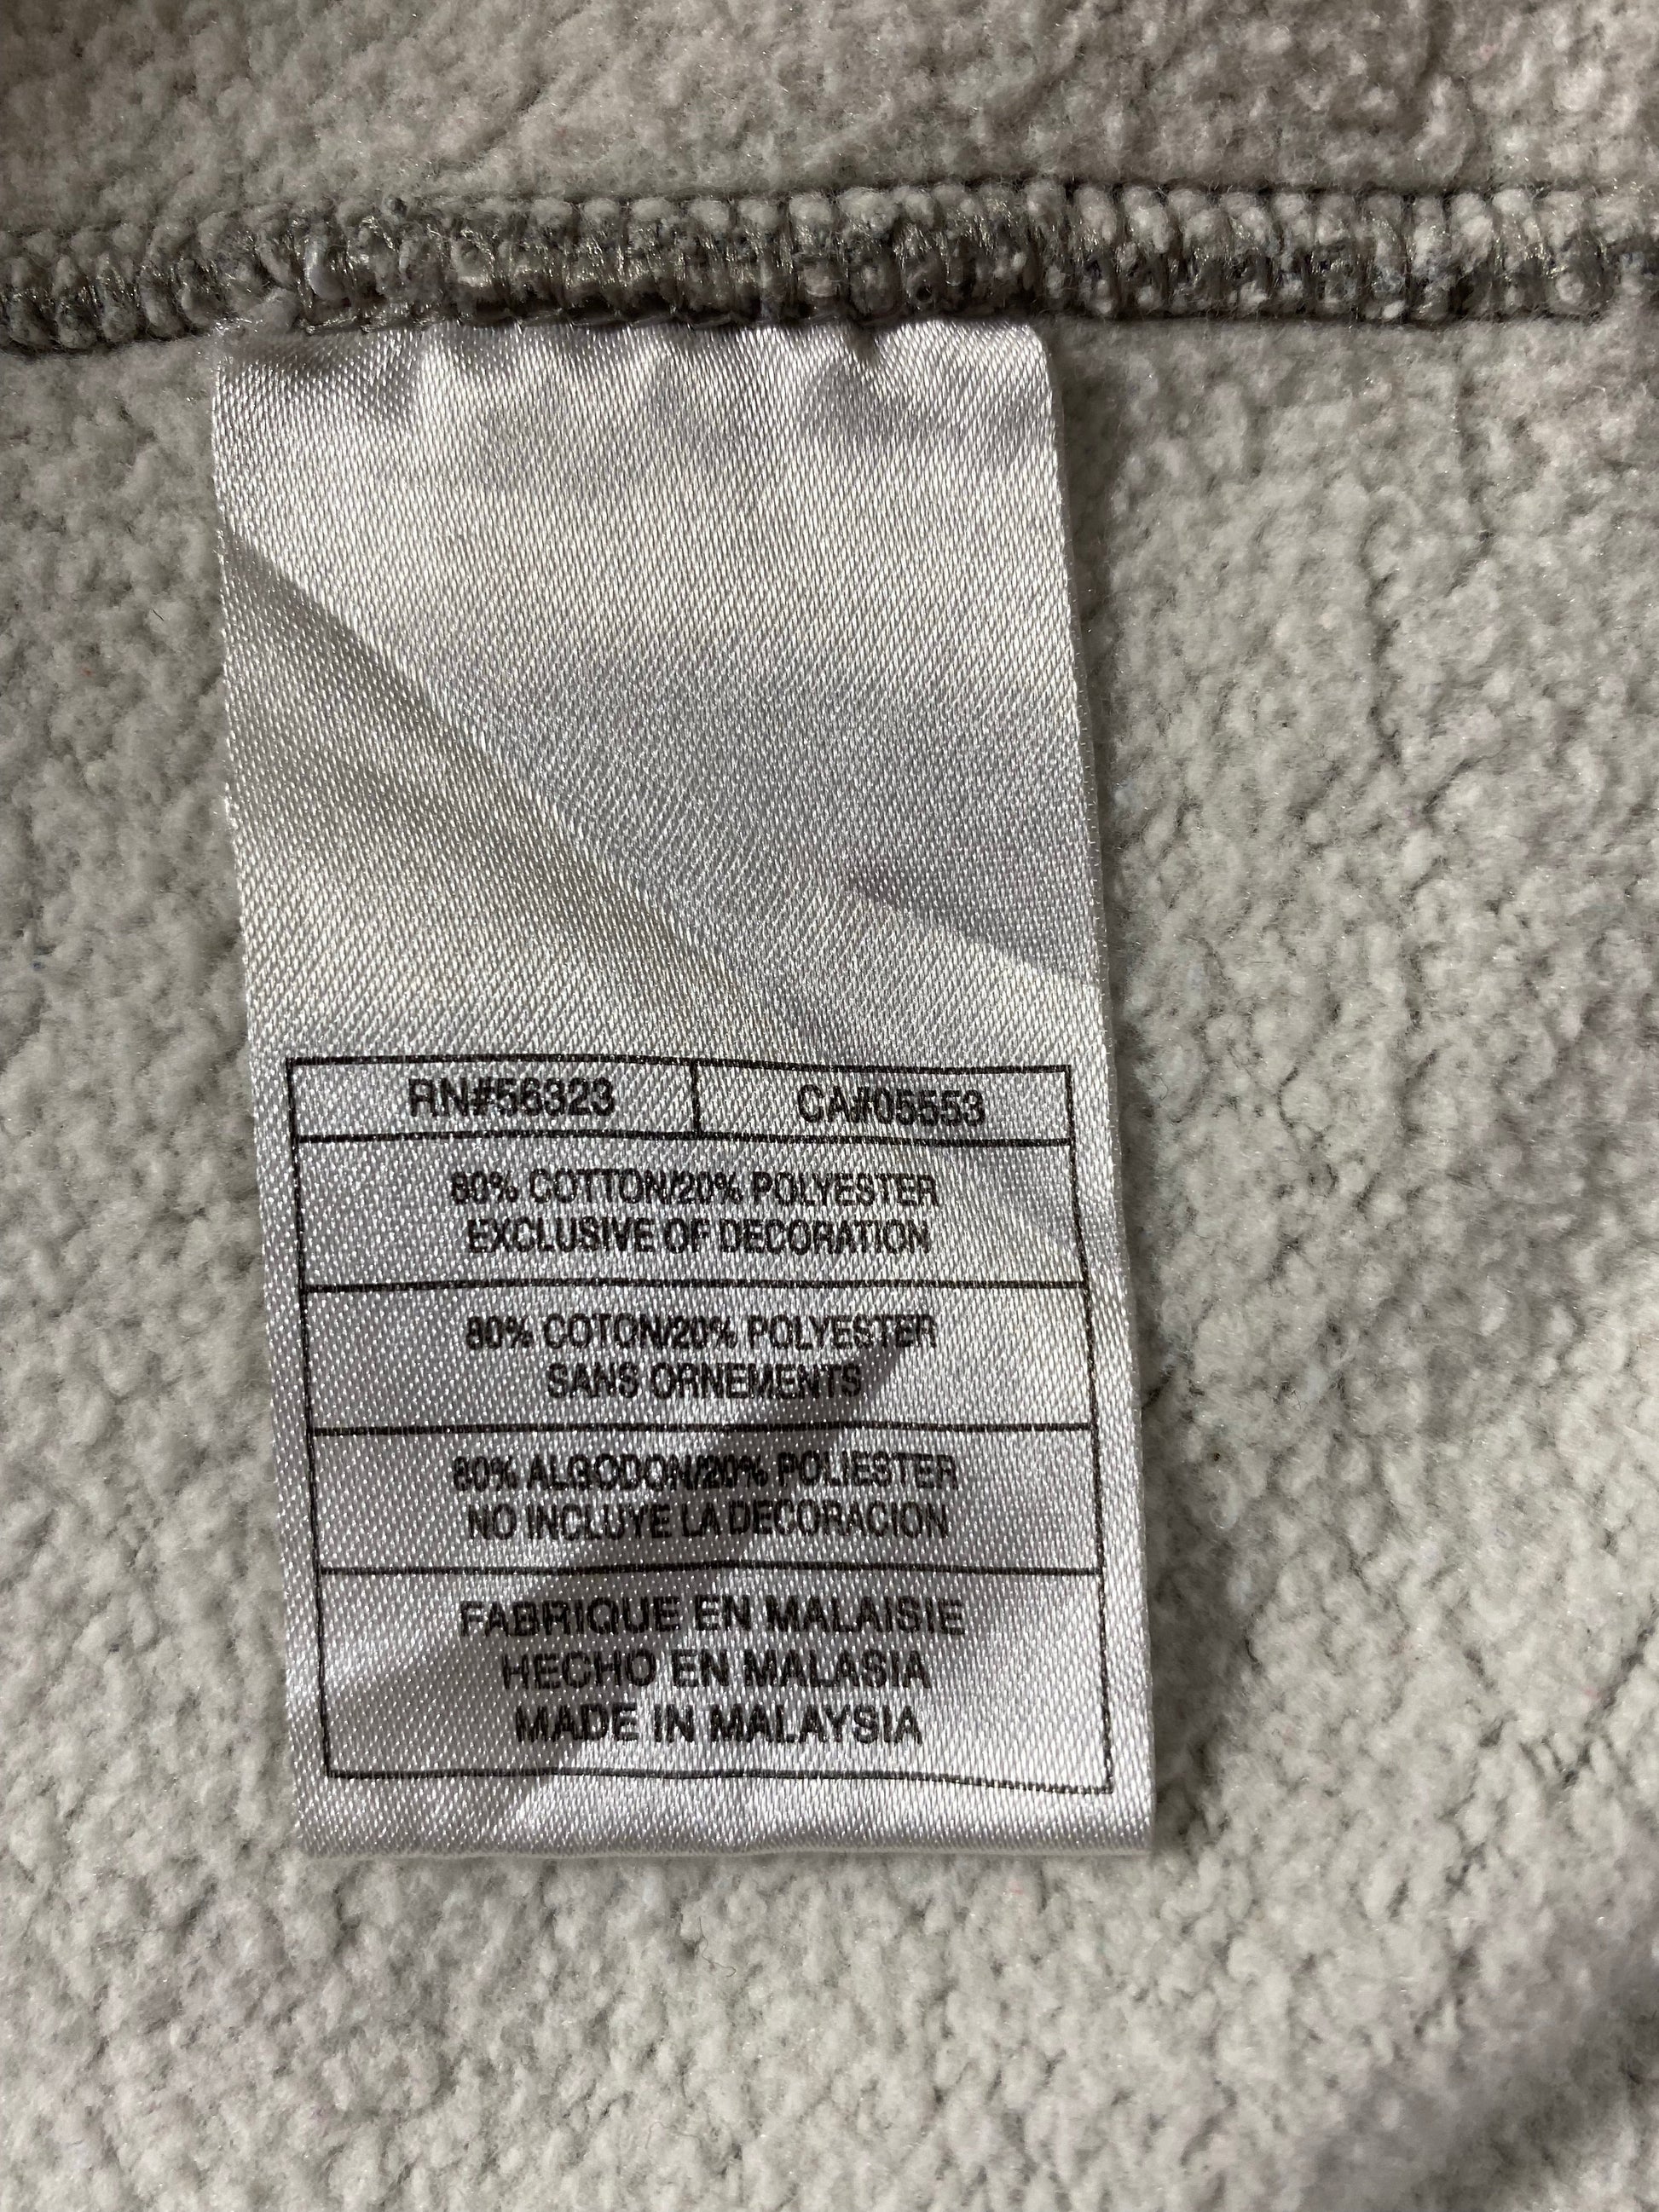 RN#56323 CA#05553
80% COTTON/20% POLYESTER
EXCLUSIVE OF DECORATION
80% COTON/20% POLYESTER
SANS ORNEMENTS
80% ALGODON/20% POLIESTER
NO INCLUYE LA DECORACION
FABRIQUE EN MALAISIE
HECHO EN MALASIA
MADE IN MALAYSIA